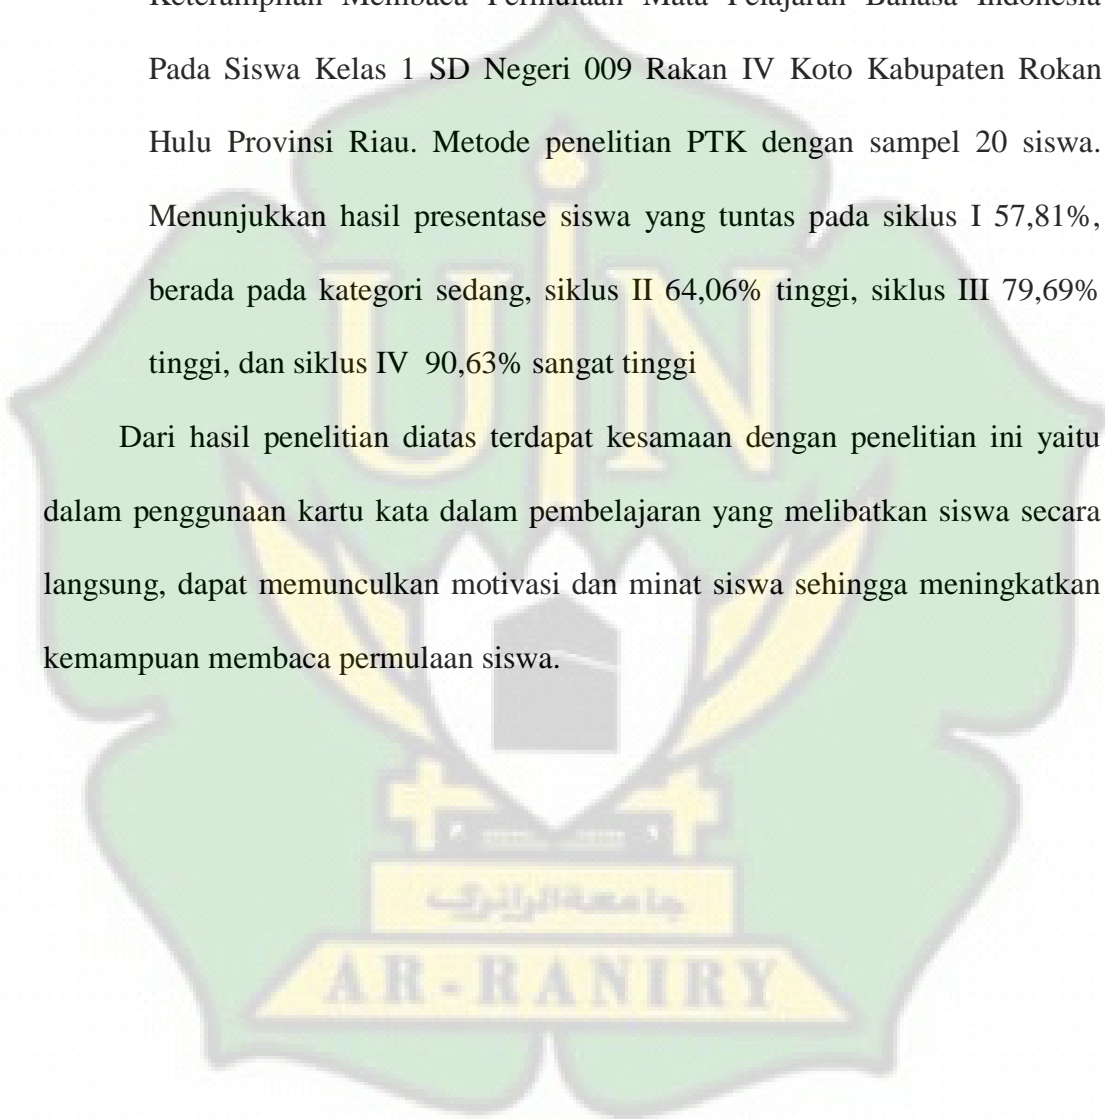 Keterampilan Membaca Permulaan Mata Pelajaran Bahasa Indonesia
Pada Siswa Kelas 1 SD Negeri 009 Rakan IV Koto Kabupaten Rokan
Hulu Provinsi Riau. Metode penelitian PTK dengan sampel 20 siswa.
Menunjukkan hasil presentase siswa yang tuntas pada siklus I 57,81%,
berada pada kategori sedang, siklus II 64,06% tinggi, siklus III 79,69%
tinggi, dan siklus IV 90,63% sangat tinggi
Dari hasil penelitian diatas terdapat kesamaan dengan penelitian ini yaitu
dalam penggunaan kartu kata dalam pembelajaran yang melibatkan siswa secara
langsung, dapat memunculkan motivasi dan minat siswa sehingga meningkatkan
kemampuan membaca permulaan siswa.
UIN
جامعة الرانري
AR-RANIRY